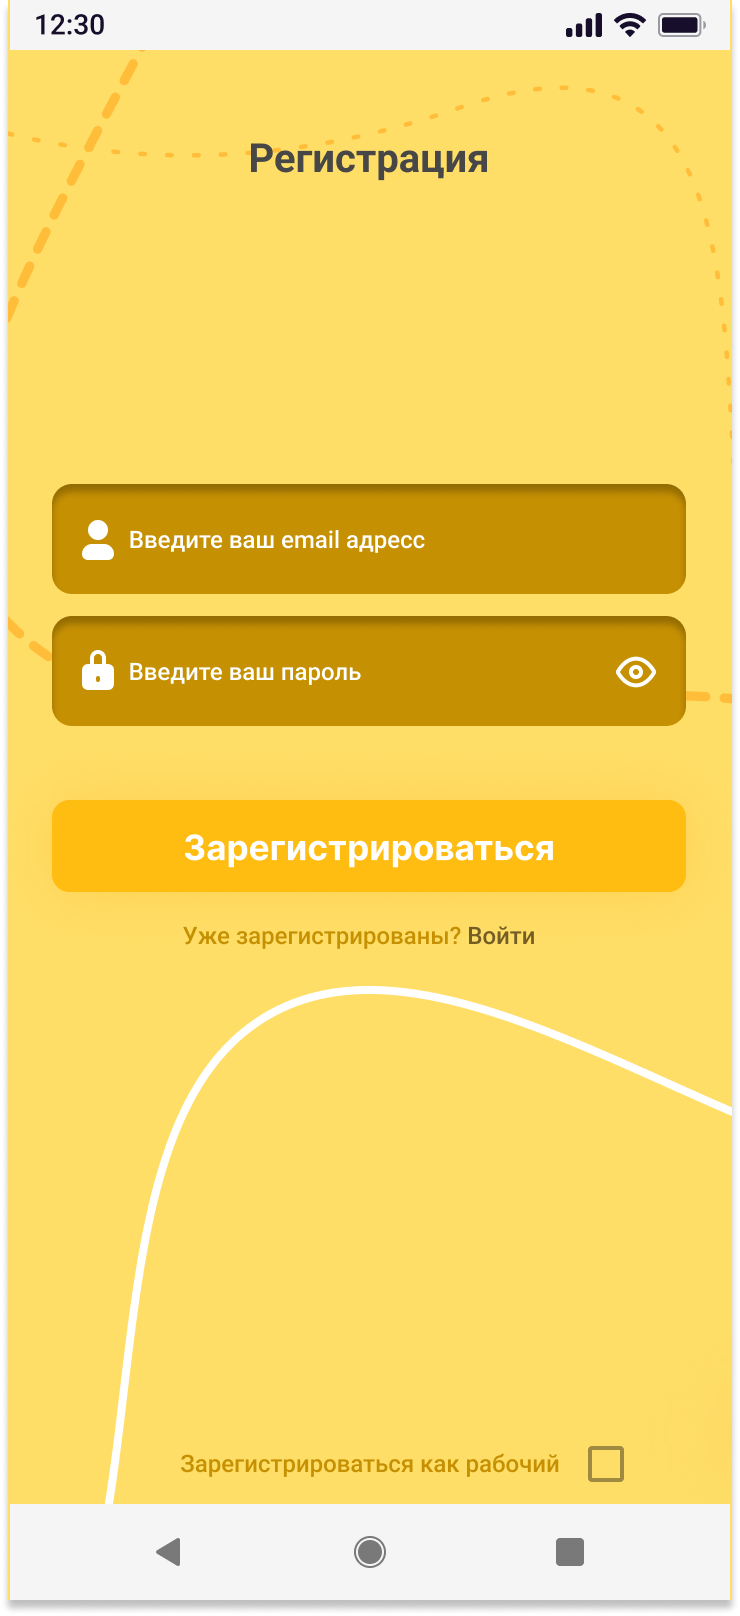 12:30
Регистрация
Введите ваш email адресс
Введите ваш пароль
Зарегистрироваться
Уже зарегистрированы? Войти
Зарегистрироваться как рабочий